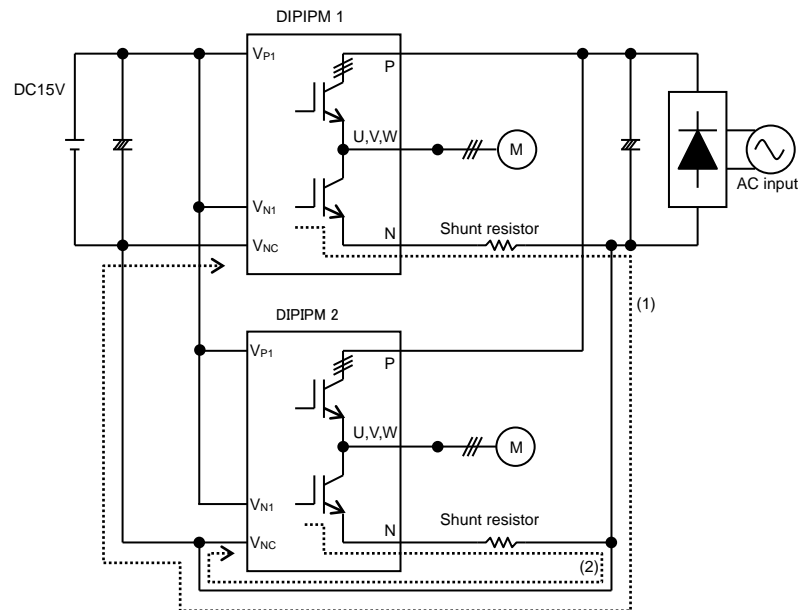 DIPIPM 1
VP1
P
DC15V
U,V,W
M
AC input
VN1
N
Shunt resistor
VNC
(1)
DIPIPM 2
VP1
P
U,V,W
M
VN1
N
Shunt resistor
VNC
(2)